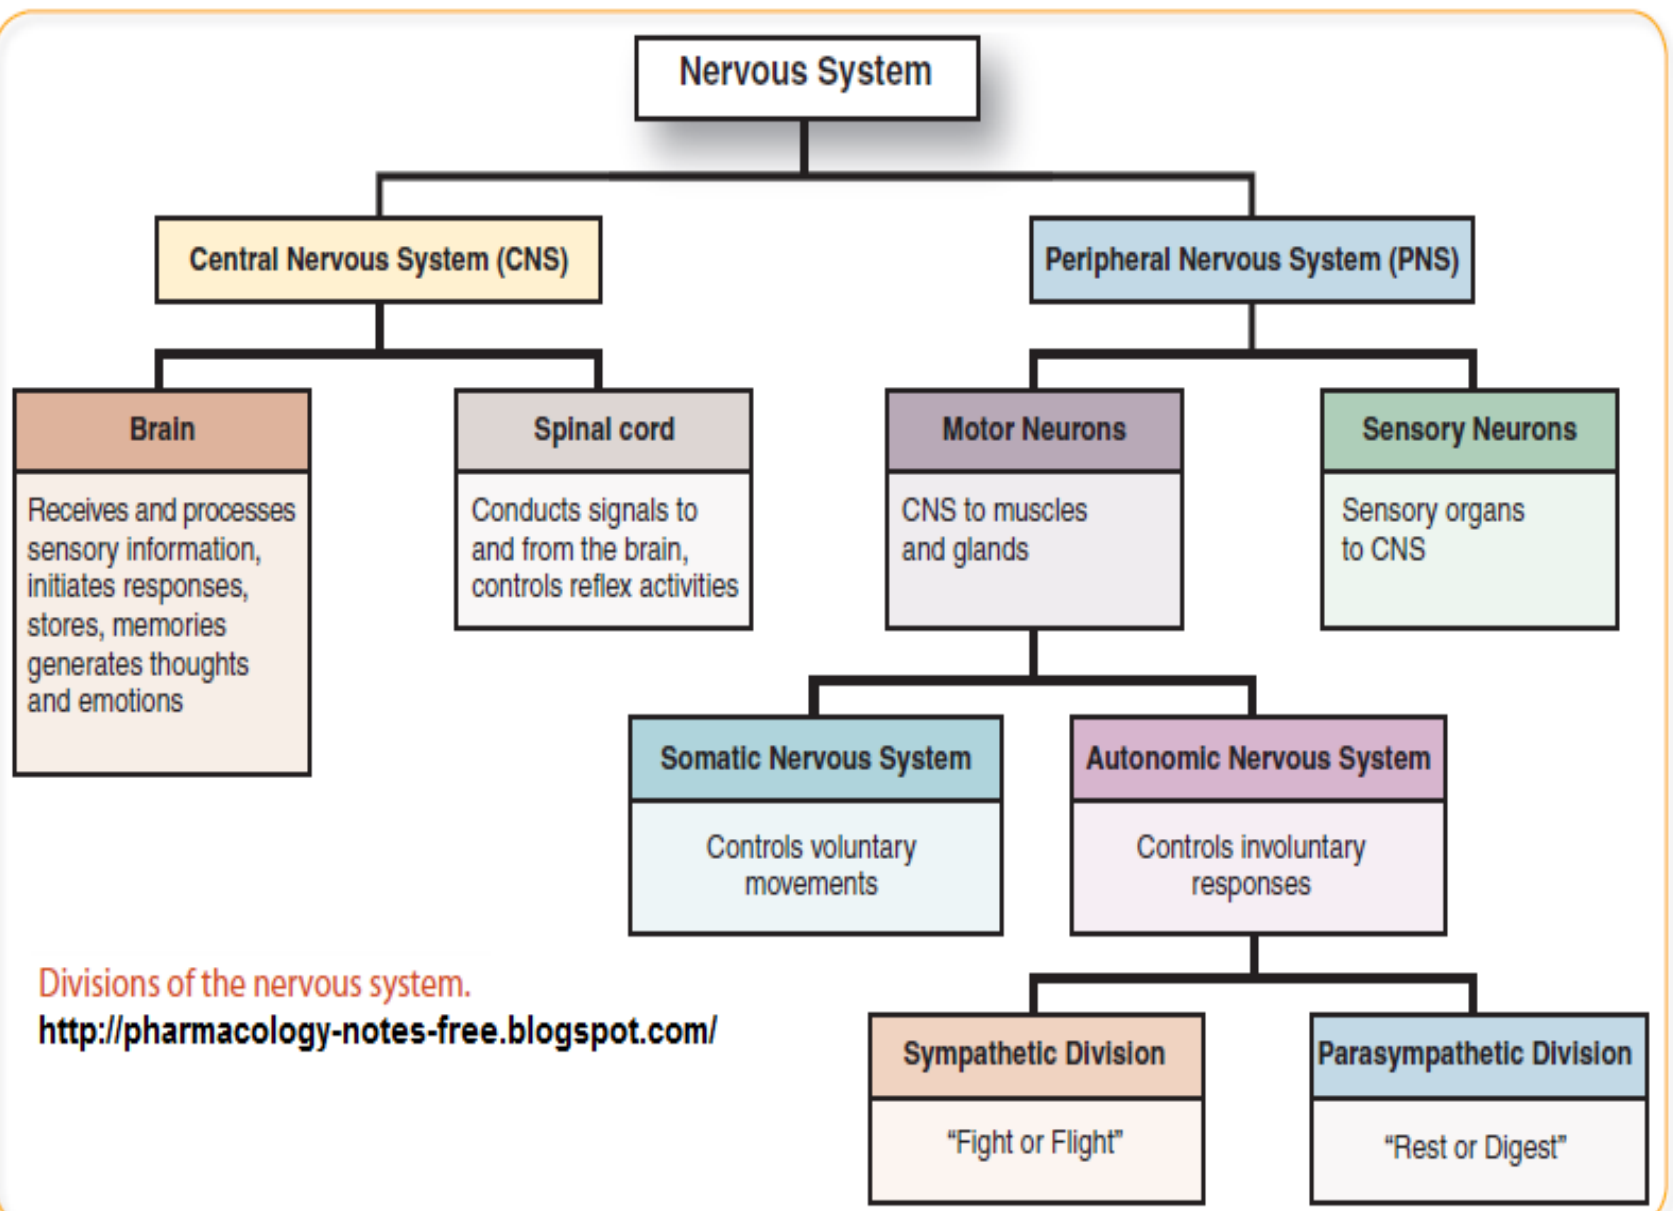 Nervous System
Central Nervous System (CNS)
Peripheral Nervous System (PNS)
Brain
Receives and processes
sensory information,
initiates responses,
stores, memories
generates thoughts
and emotions
Spinal cord
Conducts signals to
and from the brain,
controls reflex activities
Motor Neurons
CNS to muscles
and glands
Sensory Neurons
Sensory organs
to CNS
Somatic Nervous System
Controls voluntary
movements
Autonomic Nervous System
Controls involuntary
responses
Sympathetic Division
“Fight or Flight”
Parasympathetic Division
“Rest or Digest”
Divisions of the nervous system.
http://pharmacology-notes-free.blogspot.com/